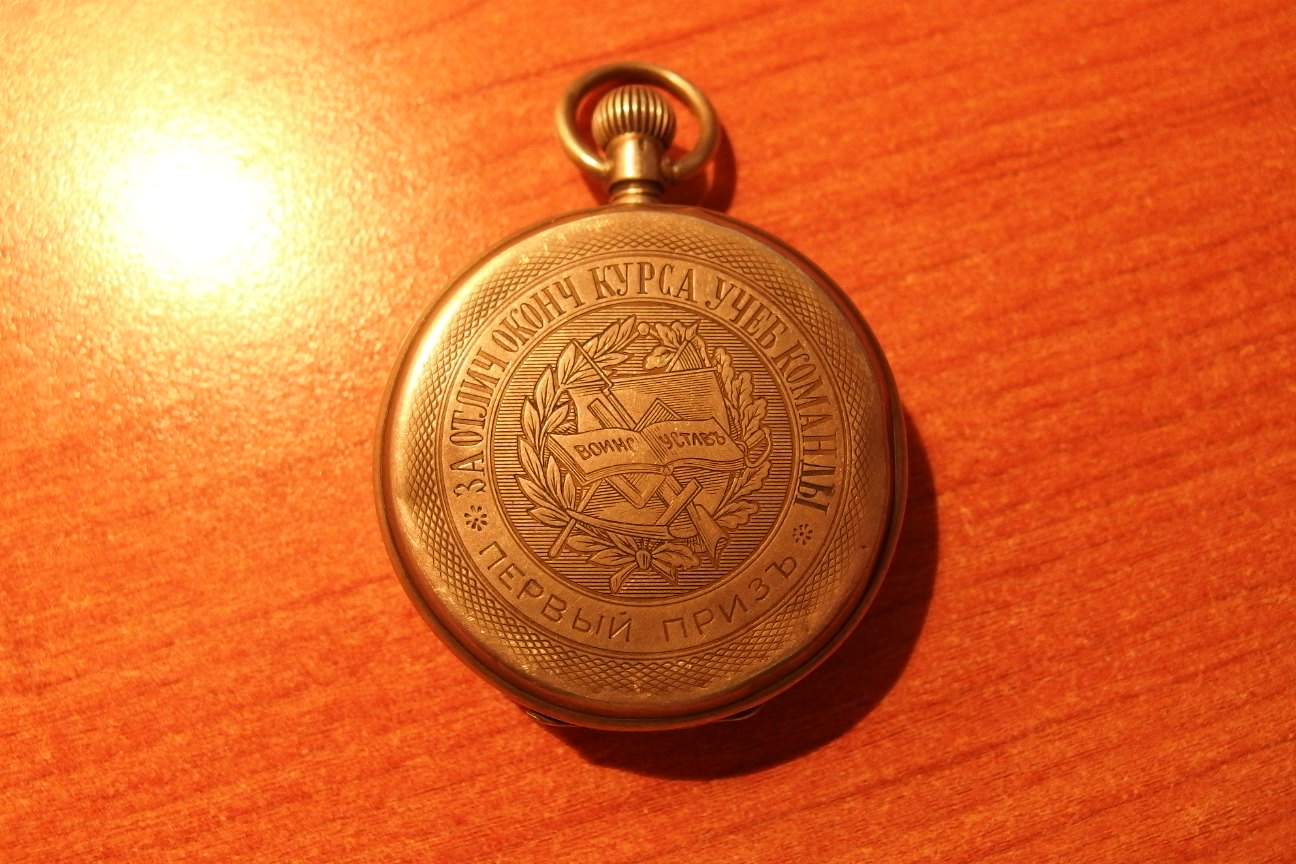 ЗА ОТЛИЧ ОКОНЧ КУРСА УЧЕБ КОМАНДЫ
ВОИНС УСТАВЪ
ПЕРВЫЙ ПРИЗЪ